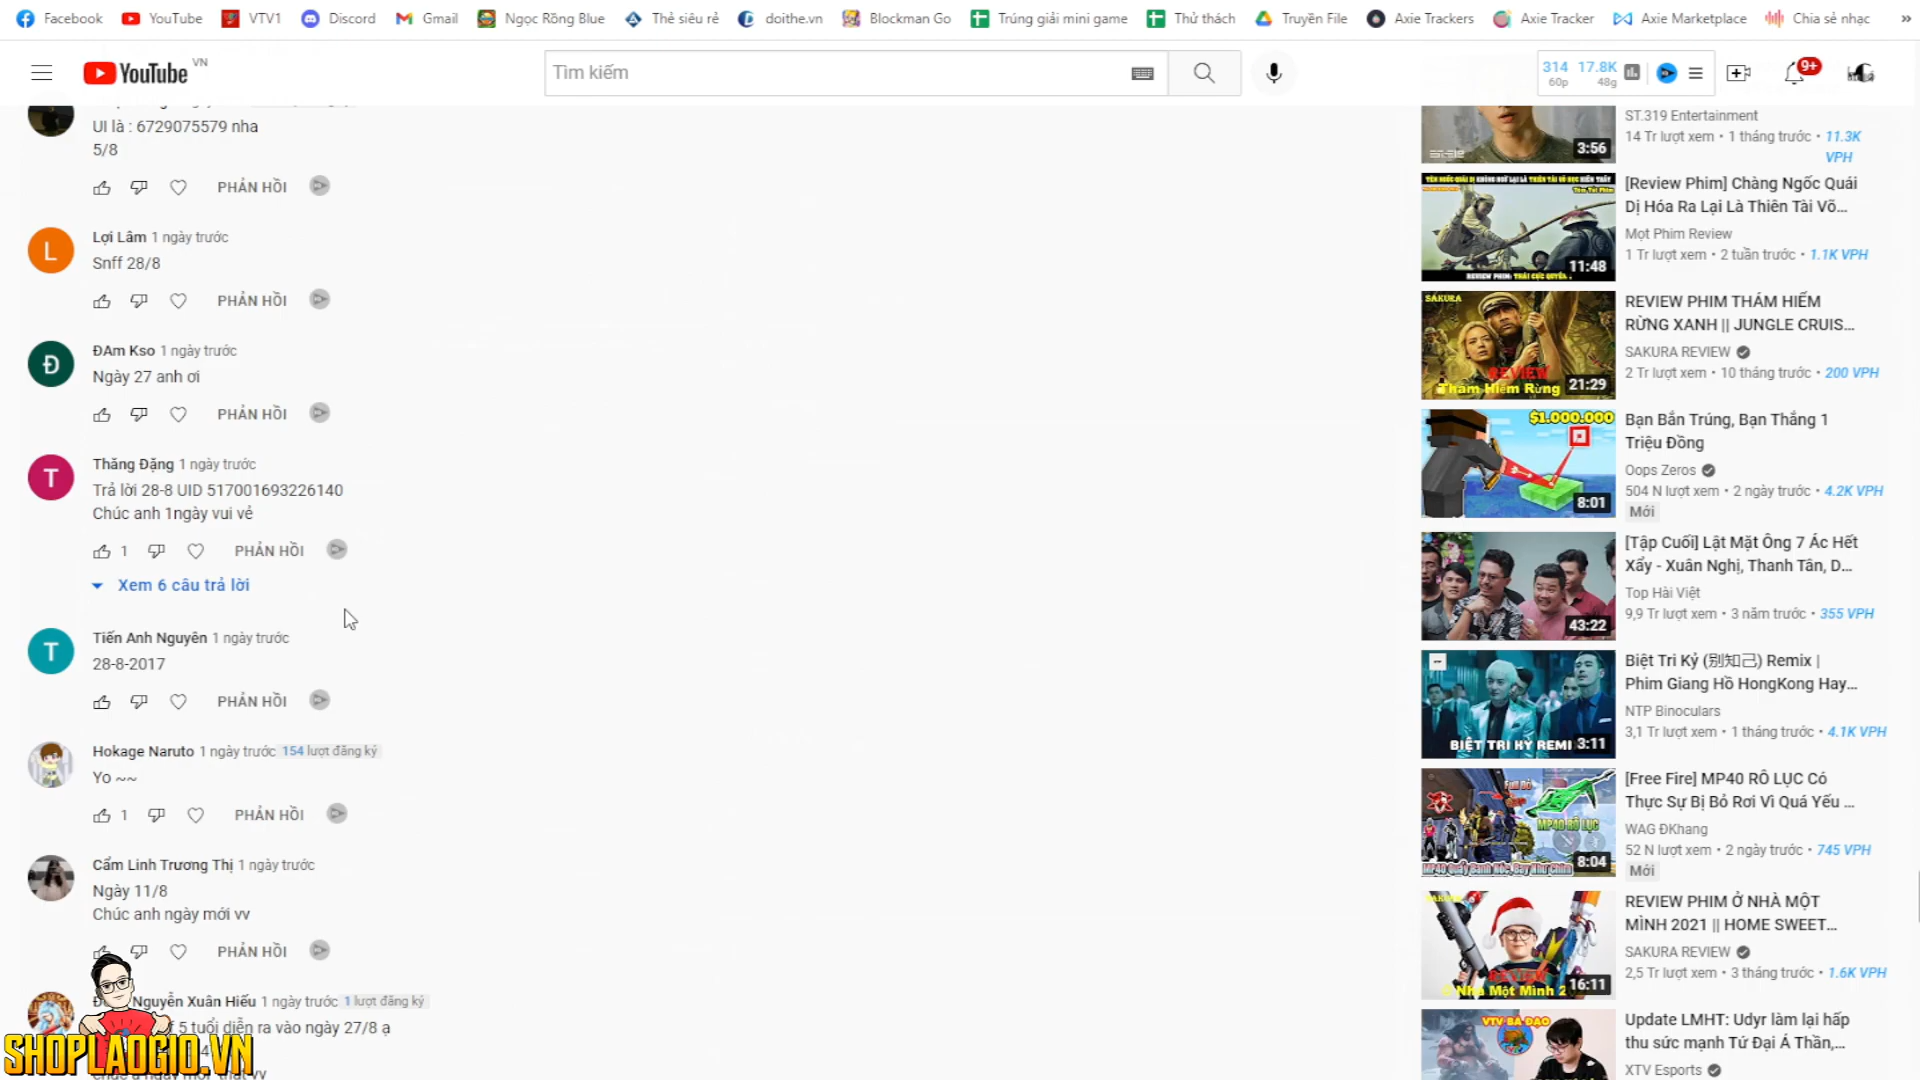 Facebook
YouTube
VTV1
Discord
Gmail
Ngọc Rồng Blue
Thẻ siêu rẻ
doithe.vn
Blockman Go
Trúng giải mini game
Thử thách
Truyền File
Axie Trackers
Axie Tracker
Axie Marketplace
Chia sẻ nhạc
»
YouTube VN
Tìm kiếm
314 17.8K
60p 48g
9+
UI là : 6729075579 nha
5/8
PHẢN HỒI
Lợi Lâm 1 ngày trước
Snff 28/8
PHẢN HỒI
ĐAm Kso 1 ngày trước
Ngày 27 anh ơi
PHẢN HỒI
Thăng Đặng 1 ngày trước
Trả lời 28-8 UID 517001693226140
Chúc anh 1ngày vui vẻ
1 PHẢN HỒI
Xem 6 câu trả lời
Tiến Anh Nguyên 1 ngày trước
28-8-2017
PHẢN HỒI
Hokage Naruto 1 ngày trước 154 lượt đăng ký
Yo ~~
1 PHẢN HỒI
Cẩm Linh Trương Thị 1 ngày trước
Ngày 11/8
Chúc anh ngày mới vv
PHẢN HỒI
Nguyễn Xuân Hiếu 1 ngày trước 1 lượt đăng ký
5 tuổi diễn ra vào ngày 27/8 ạ
SHOPLAOGIO.VN
3:56
ST.319 Entertainment
14 Tr lượt xem • 1 tháng trước • 11.3K
VPH
11:48
[Review Phim] Chàng Ngốc Quái
Dị Hóa Ra Lại Là Thiên Tài Võ...
Mọt Phim Review
1 Tr lượt xem • 2 tuần trước • 1.1K VPH
SAKURA
REVIEW
Thám Hiểm Rừng
21:29
REVIEW PHIM THÁM HIỂM
RỪNG XANH || JUNGLE CRUIS...
SAKURA REVIEW
2 Tr lượt xem • 10 tháng trước • 200 VPH
$1.000.000
8:01
Bạn Bắn Trúng, Bạn Thắng 1
Triệu Đồng
Oops Zeros
504 N lượt xem • 2 ngày trước • 4.2K VPH
Mới
43:22
[Tập Cuối] Lật Mặt Ông 7 Ác Hết
Xẩy - Xuân Nghị, Thanh Tân, D...
Top Hài Việt
9,9 Tr lượt xem • 3 năm trước • 355 VPH
BIỆT TRI KỶ REMI
3:11
Biệt Tri Kỷ (别知己) Remix |
Phim Giang Hồ HongKong Hay...
NTP Binoculars
3,1 Tr lượt xem • 1 tháng trước • 4.1K VPH
MP40 RÔ LỤC
8:04
[Free Fire] MP40 RÔ LỤC Có
Thực Sự Bị Bỏ Rơi Vì Quá Yếu ...
WAG ĐKhang
52 N lượt xem • 2 ngày trước • 745 VPH
Mới
REVIEW
16:11
REVIEW PHIM Ở NHÀ MỘT
MÌNH 2021 || HOME SWEET...
SAKURA REVIEW
2,5 Tr lượt xem • 3 tháng trước • 1.6K VPH
VTV BÁ ĐẠO
Update LMHT: Udyr làm lại hấp
thu sức mạnh Tứ Đại Á Thần,...
XTV Esports